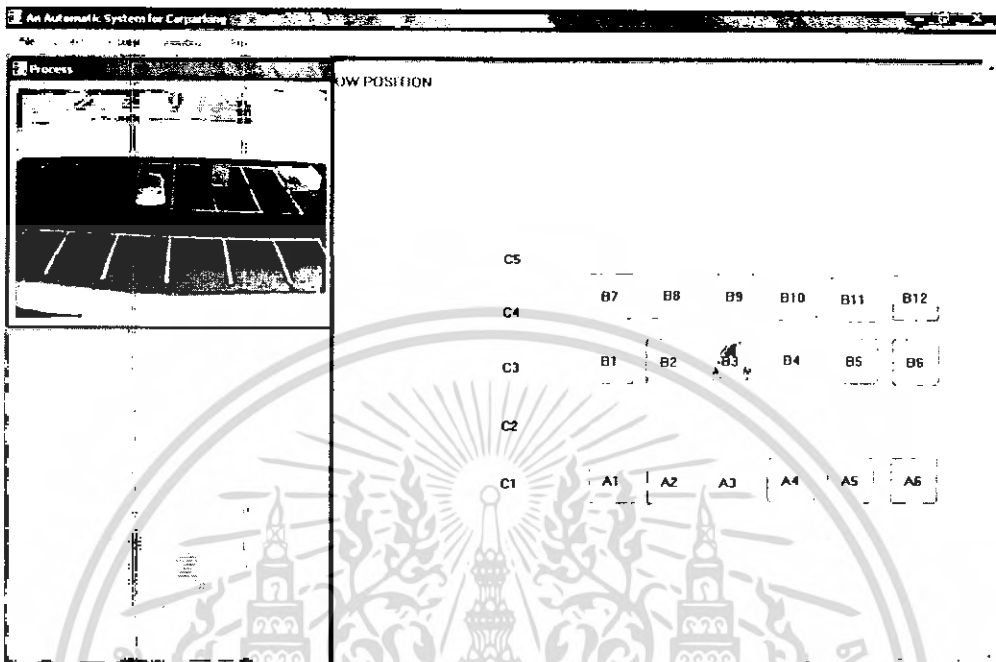 An Automatic System for Carparking
Process
OW POSITION
C5
B7 B8 B9 B10 B11 B12
C4
C3 B1 B2 B3 B4 B5 B6
C2
C1 A1 A2 A3 A4 A5 A6